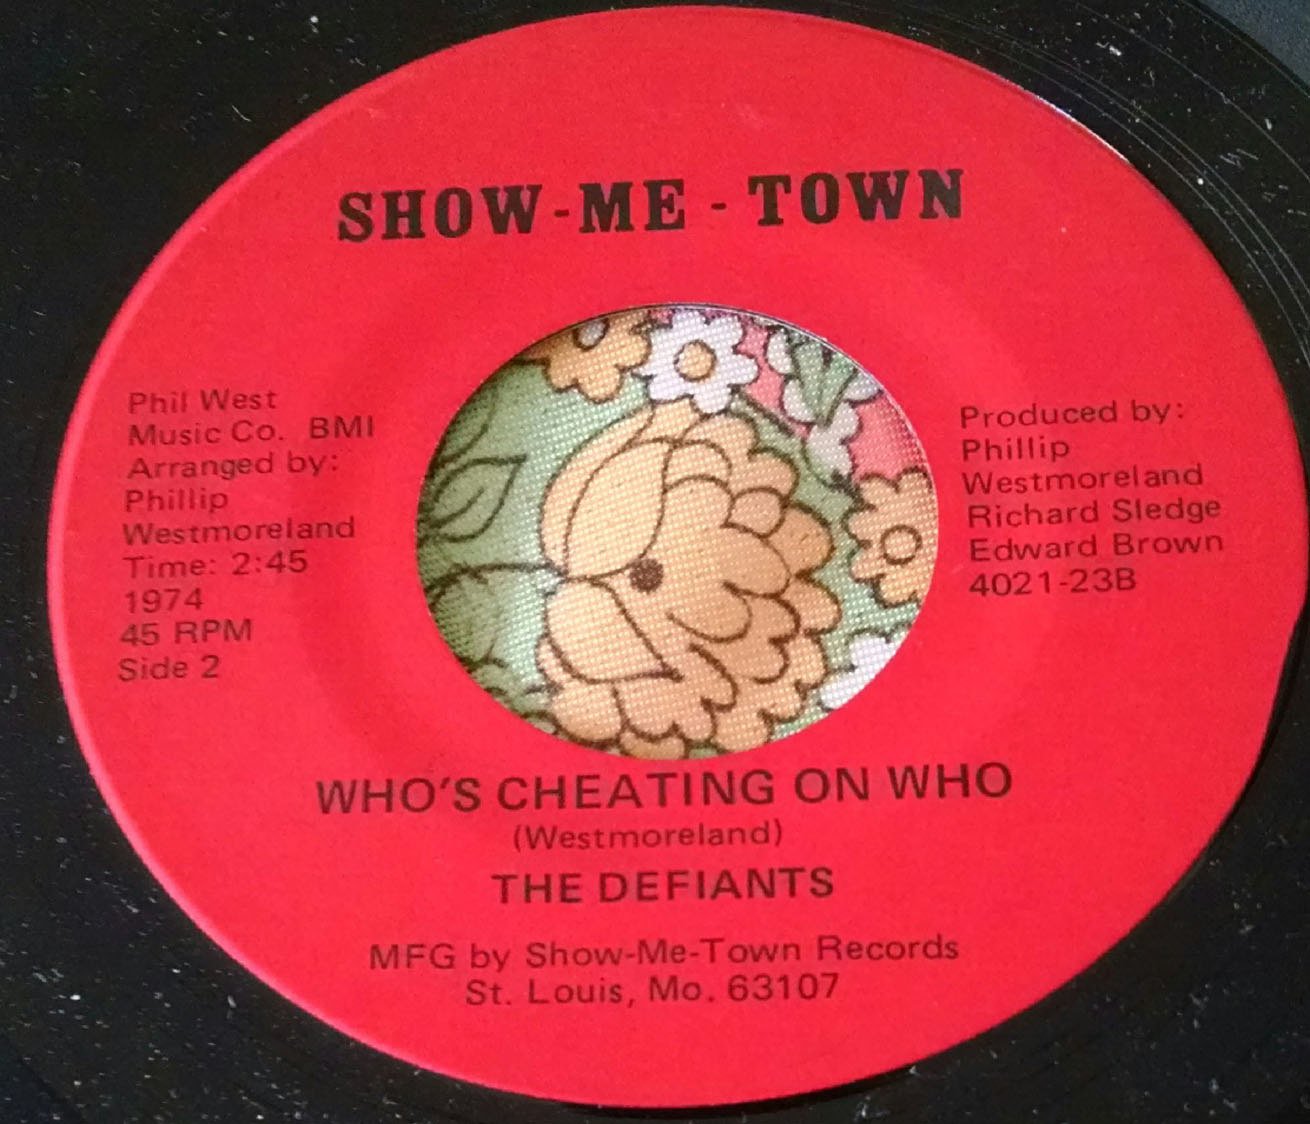 SHOW-ME-TOWN
Phil West
Music Co. BMI
Arranged by:
Phillip
Westmoreland
Time: 2:45
1974
45 RPM
Side 2
Produced by:
Phillip
Westmoreland
Richard Sledge
Edward Brown
4021-23B
WHO'S CHEATING ON WHO
(Westmoreland)
THE DEFIANTS
MFG by Show-Me-Town Records
St. Louis, Mo. 63107